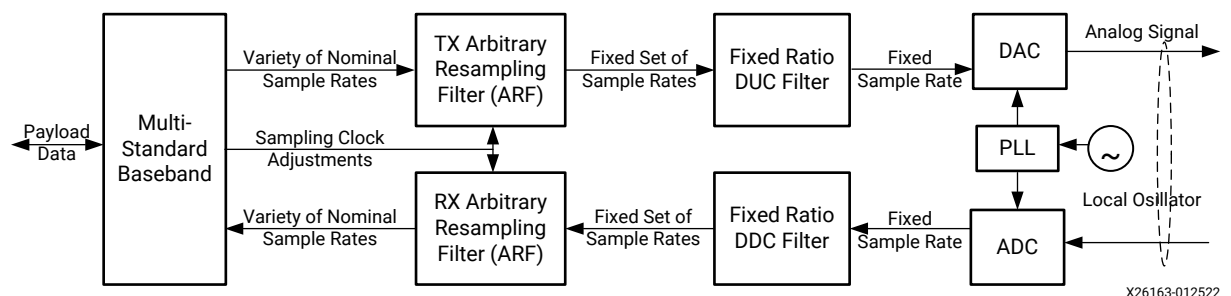 Payload
Data
Multi-
Standard
Baseband
Variety of Nominal
Sample Rates
Sampling Clock
Adjustments
Variety of Nominal
Sample Rates
TX Arbitrary
Resampling
Filter (ARF)
RX Arbitrary
Resampling
Filter (ARF)
Fixed Set of
Sample Rates
Fixed Set of
Sample Rates
Fixed Ratio
DUC Filter
Fixed Ratio
DDC Filter
Fixed
Sample Rate
Fixed
Sample Rate
DAC
PLL
~
ADC
Analog Signal
Local Osillator
X26163-012522